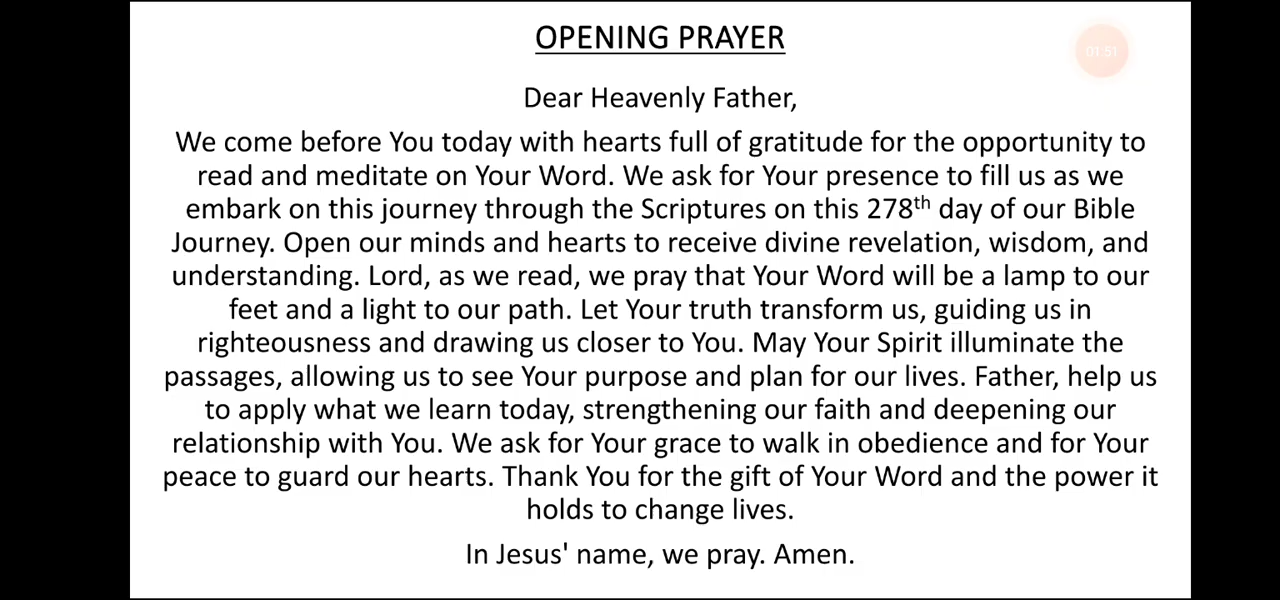 OPENING PRAYER
01:51
Dear Heavenly Father,
We come before You today with hearts full of gratitude for the opportunity to
read and meditate on Your Word. We ask for Your presence to fill us as we
embark on this journey through the Scriptures on this 278th day of our Bible
Journey. Open our minds and hearts to receive divine revelation, wisdom, and
understanding. Lord, as we read, we pray that Your Word will be a lamp to our
feet and a light to our path. Let Your truth transform us, guiding us in
righteousness and drawing us closer to You. May Your Spirit illuminate the
passages, allowing us to see Your purpose and plan for our lives. Father, help us
to apply what we learn today, strengthening our faith and deepening our
relationship with You. We ask for Your grace to walk in obedience and for Your
peace to guard our hearts. Thank You for the gift of Your Word and the power it
holds to change lives.
In Jesus' name, we pray. Amen.